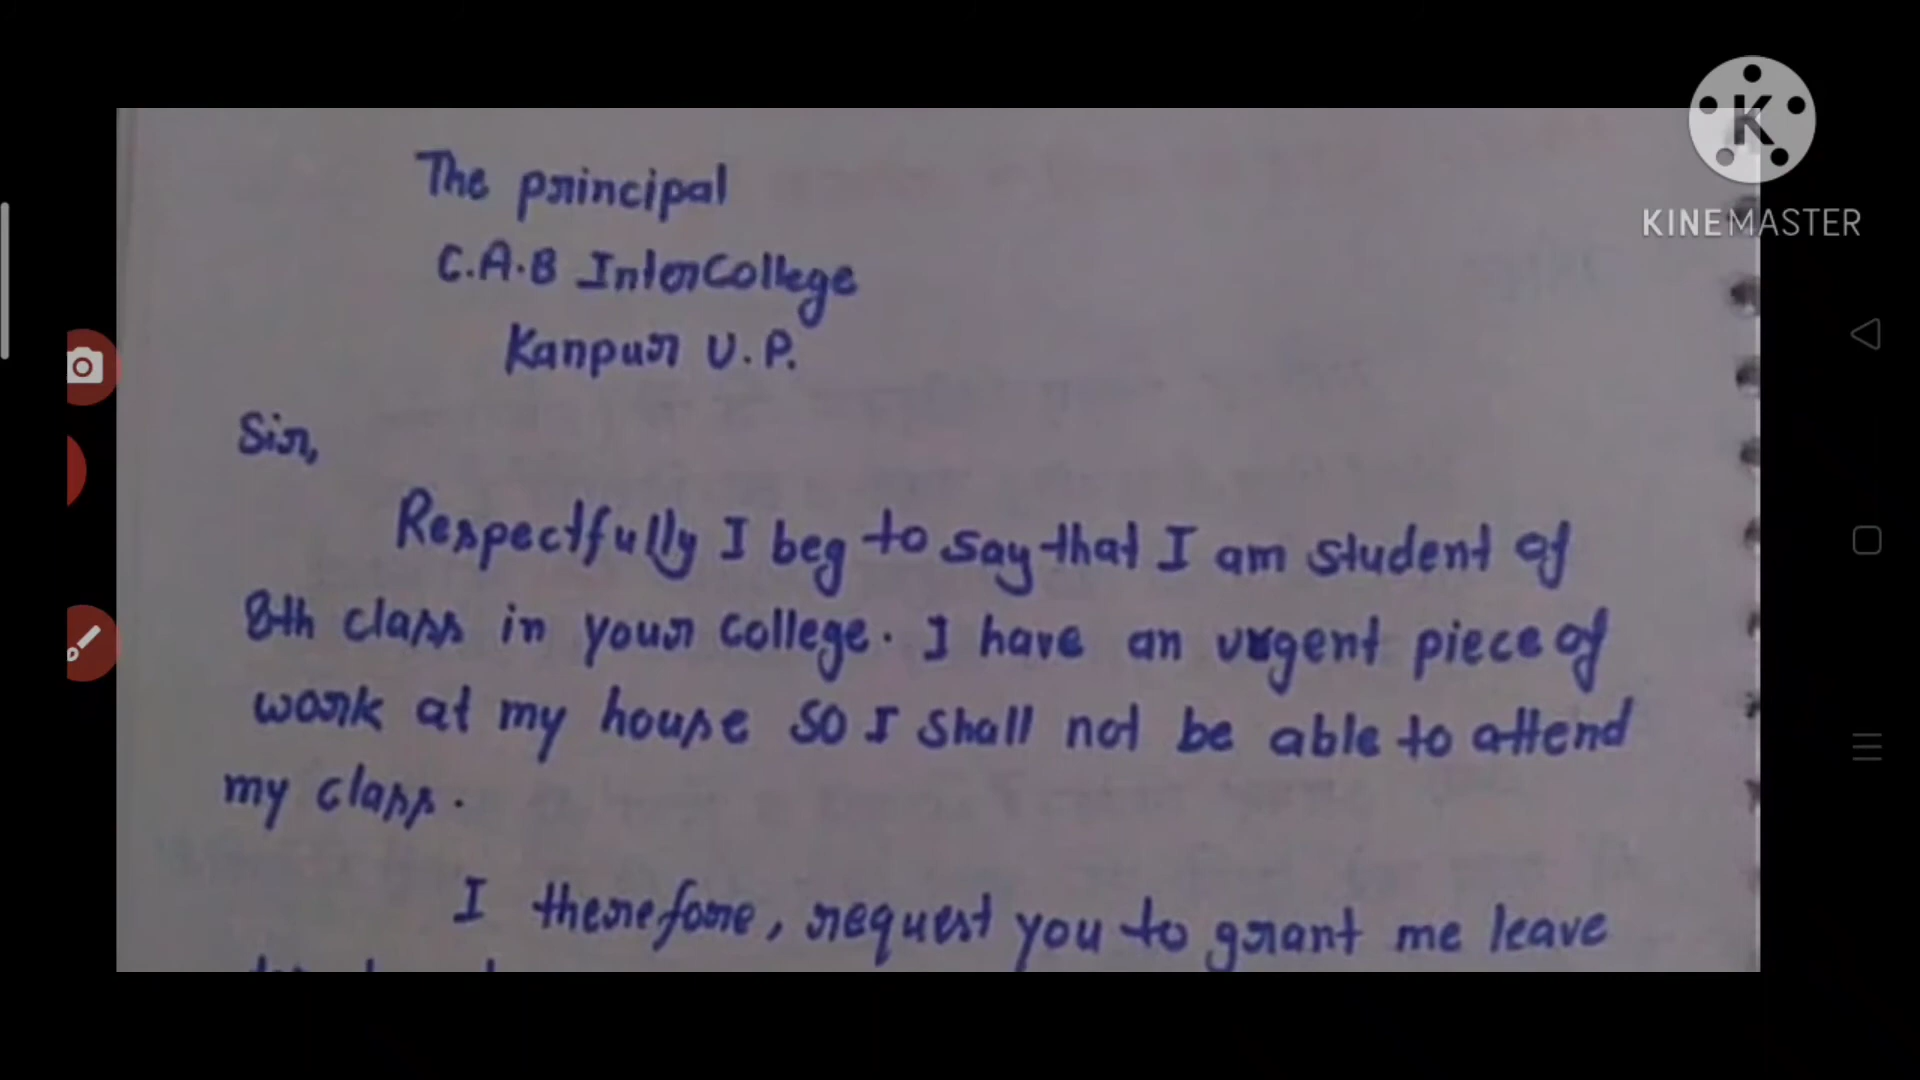 The principal
C.A.B InterCollege
Kanpur U.P.
Sir,
Respectfully I beg to say that I am student of
8th class in your college. I have an urgent piece of
work at my house so I shall not be able to attend
my class.
I therefore, request you to grant me leave
K
KINEMASTER